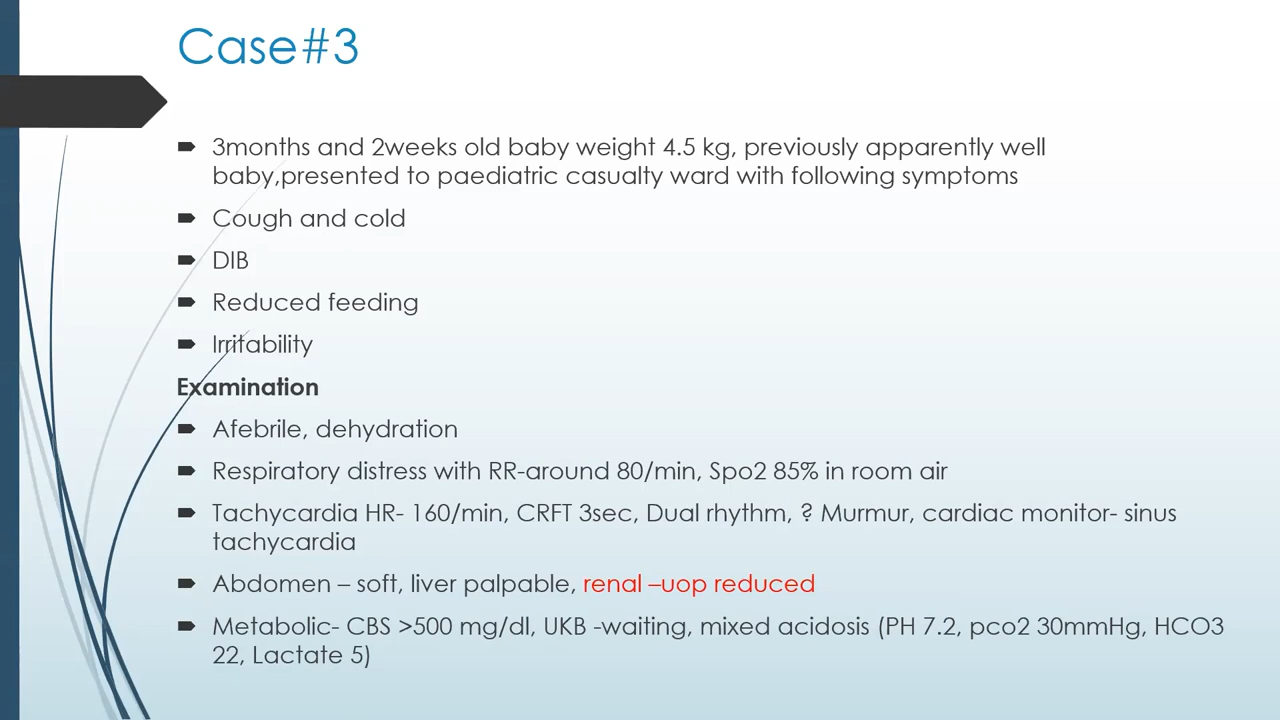 Case#3
3months and 2weeks old baby weight 4.5 kg, previously apparently well
baby,presented to paediatric casualty ward with following symptoms
Cough and cold
DIB
Reduced feeding
Irritability
Examination
Afebrile, dehydration
Respiratory distress with RR-around 80/min, Spo2 85% in room air
Tachycardia HR- 160/min, CRFT 3sec, Dual rhythm, ? Murmur, cardiac monitor- sinus
tachycardia
Abdomen – soft, liver palpable, renal –uop reduced
Metabolic- CBS >500 mg/dl, UKB -waiting, mixed acidosis (PH 7.2, pco2 30mmHg, HCO3
22, Lactate 5)